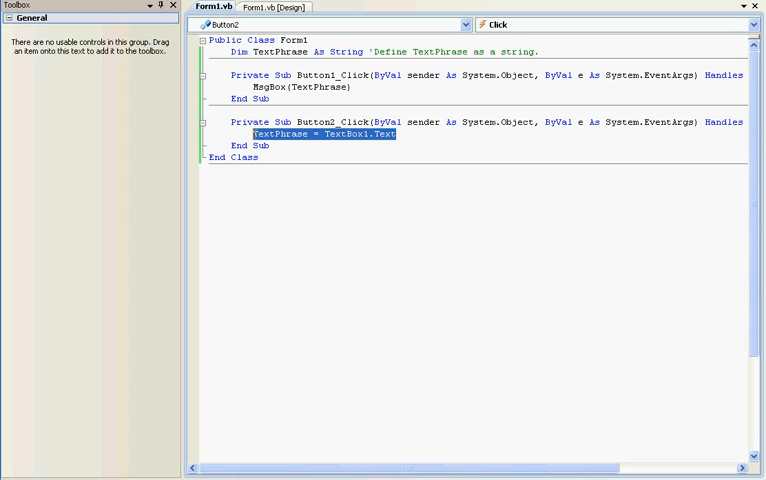 Toolbox
General
There are no usable controls in this group. Drag
an item onto this text to add it to the toolbox.
Form1.vb Form1.vb [Design]
Button2 Click
Public Class Form1
Dim TextPhrase As String 'Define TextPhrase as a string.
Private Sub Button1_Click(ByVal sender As System.Object, ByVal e As System.EventArgs) Handles
MsgBox(TextPhrase)
End Sub
Private Sub Button2_Click(ByVal sender As System.Object, ByVal e As System.EventArgs) Handles
TextPhrase = TextBox1.Text
End Sub
End Class